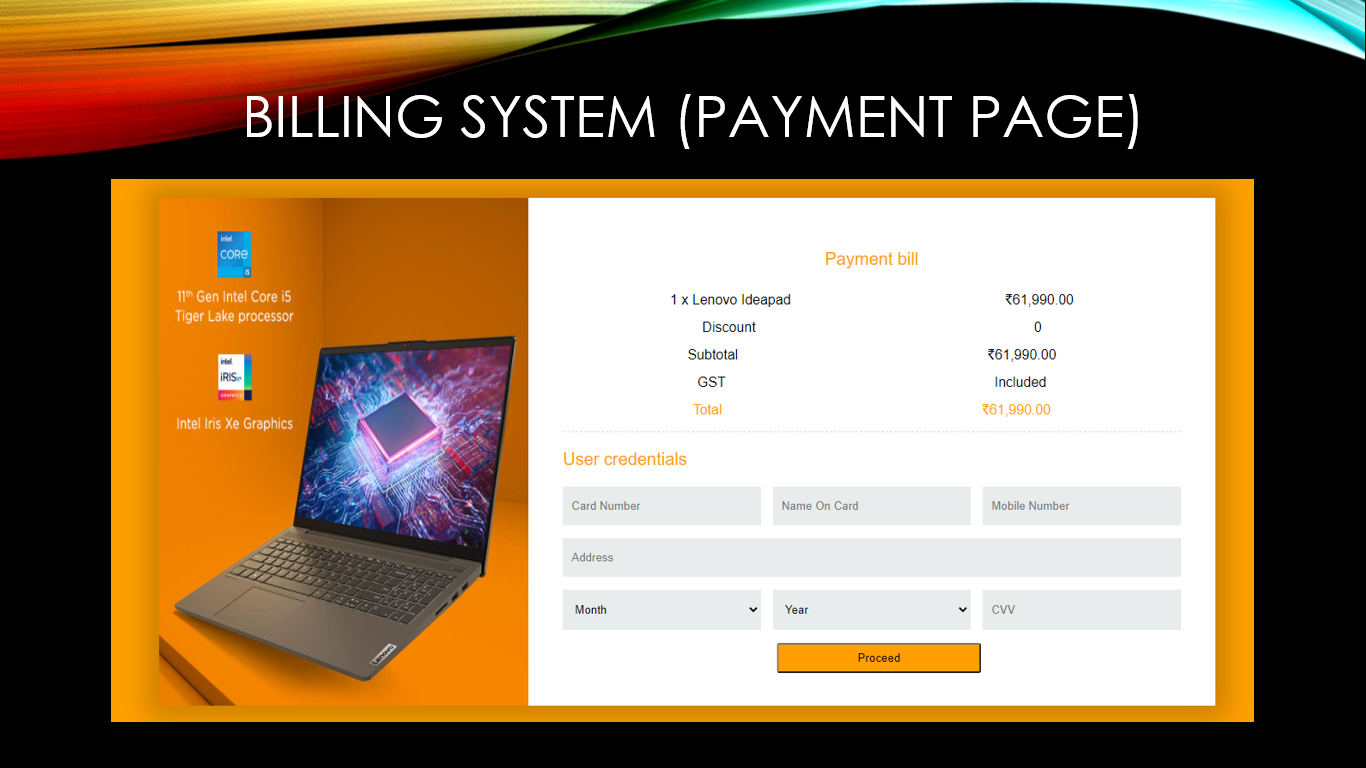 BILLING SYSTEM (PAYMENT PAGE)
intel
CORE
i5
11th Gen Intel Core i5
Tiger Lake processor
intel.
iRISxe
GRAPHICS
Intel Iris Xe Graphics
Lenovo
Payment bill
1 x Lenovo Ideapad ₹61,990.00
Discount 0
Subtotal ₹61,990.00
GST Included
Total ₹61,990.00
User credentials
Card Number Name On Card Mobile Number
Address
Month Year CVV
Proceed